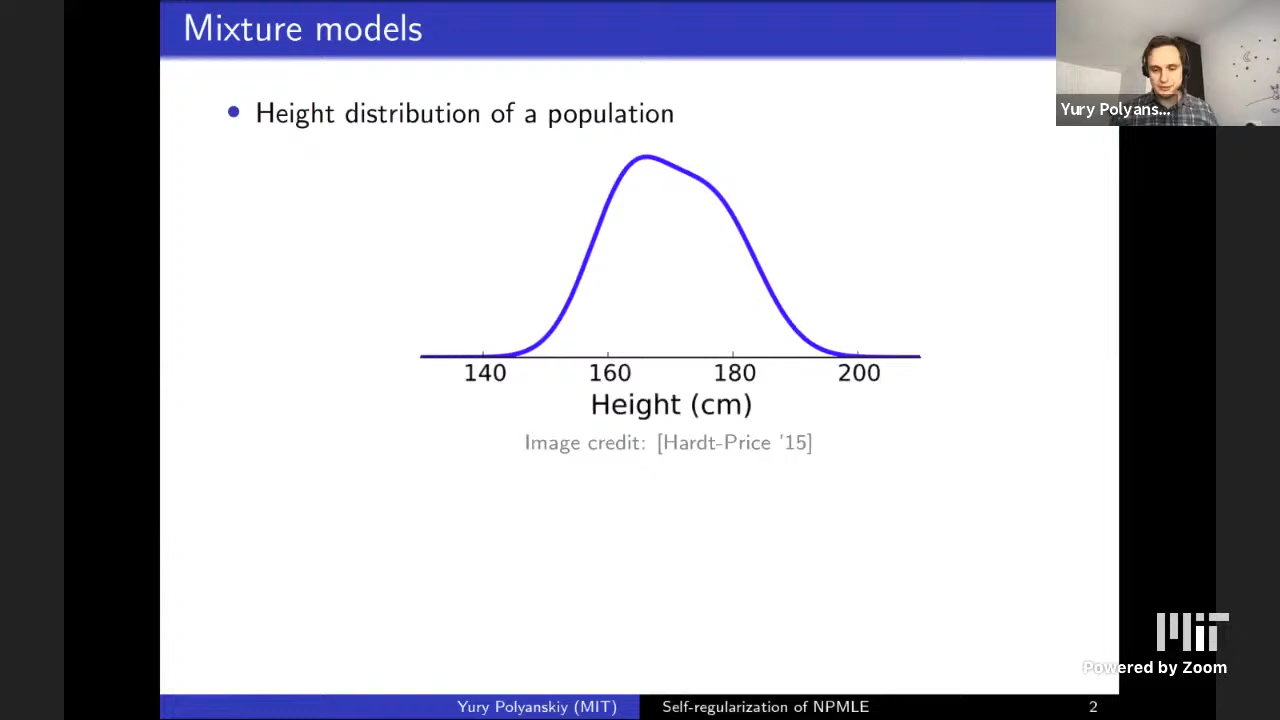 Mixture models
Yury Polyans...
Height distribution of a population
140 160 180 200
Height (cm)
Image credit: [Hardt-Price '15]
MIT
Powered by Zoom
Yury Polyanskiy (MIT) Self-regularization of NPMLE 2